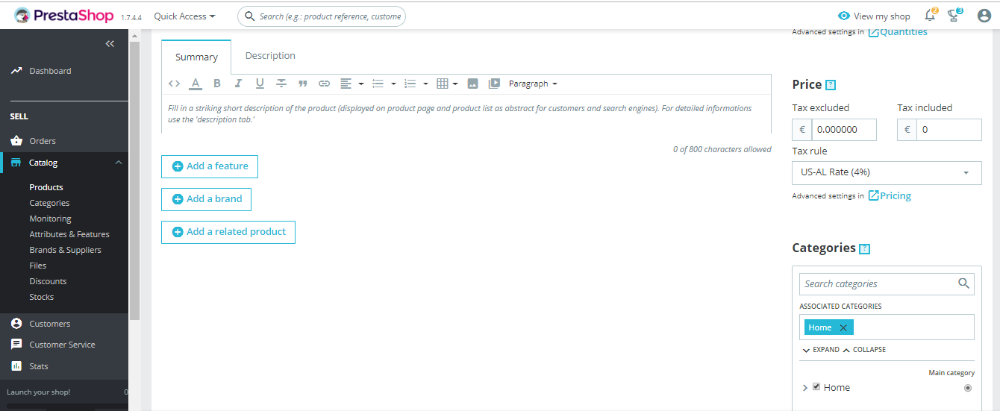 PrestaShop 1.7.4.4 Quick Access Search (e.g.: product reference, custome View my shop 2 3
Dashboard
SELL
Orders
Catalog
Products
Categories
Monitoring
Attributes & Features
Brands & Suppliers
Files
Discounts
Stocks
Customers
Customer Service
Stats
Launch your shop! 0
Summary Description
Paragraph
Fill in a striking short description of the product (displayed on product page and product list as abstract for customers and search engines). For detailed informations
use the 'description tab.'
0 of 800 characters allowed
Add a feature
Add a brand
Add a related product
Advanced settings in Quantities
Price ?
Tax excluded Tax included
€ 0.000000 € 0
Tax rule
US-AL Rate (4%)
Advanced settings in Pricing
Categories ?
Search categories
ASSOCIATED CATEGORIES
Home
EXPAND COLLAPSE
Main category
Home